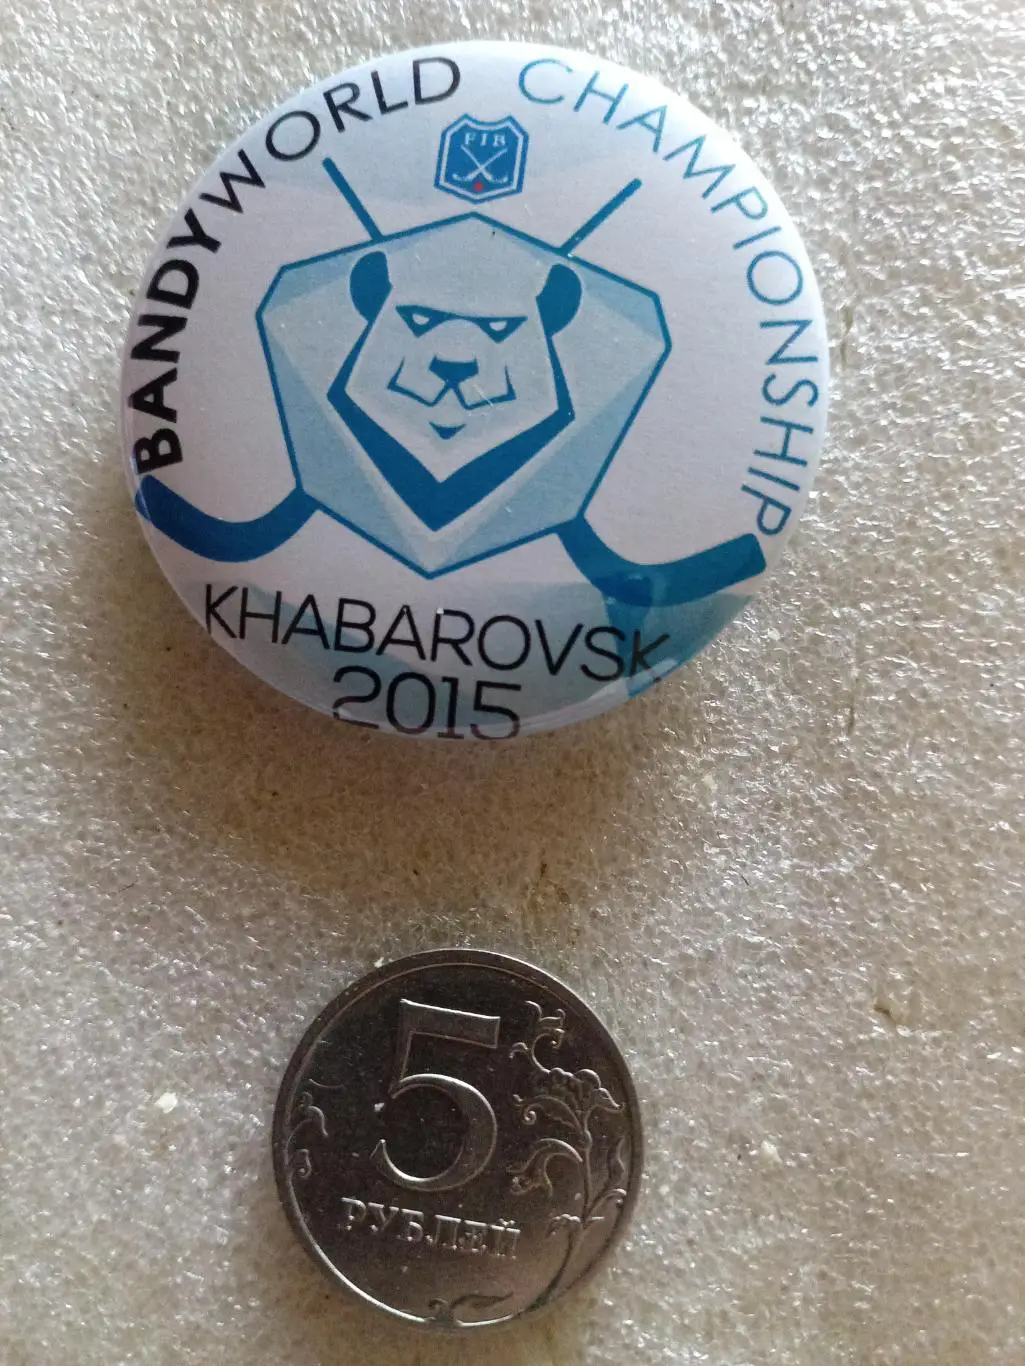 BANDYWORLD CHAMPIONSHIP
FIB
KHABAROVSK
2015
5
РУБЛЕЙ